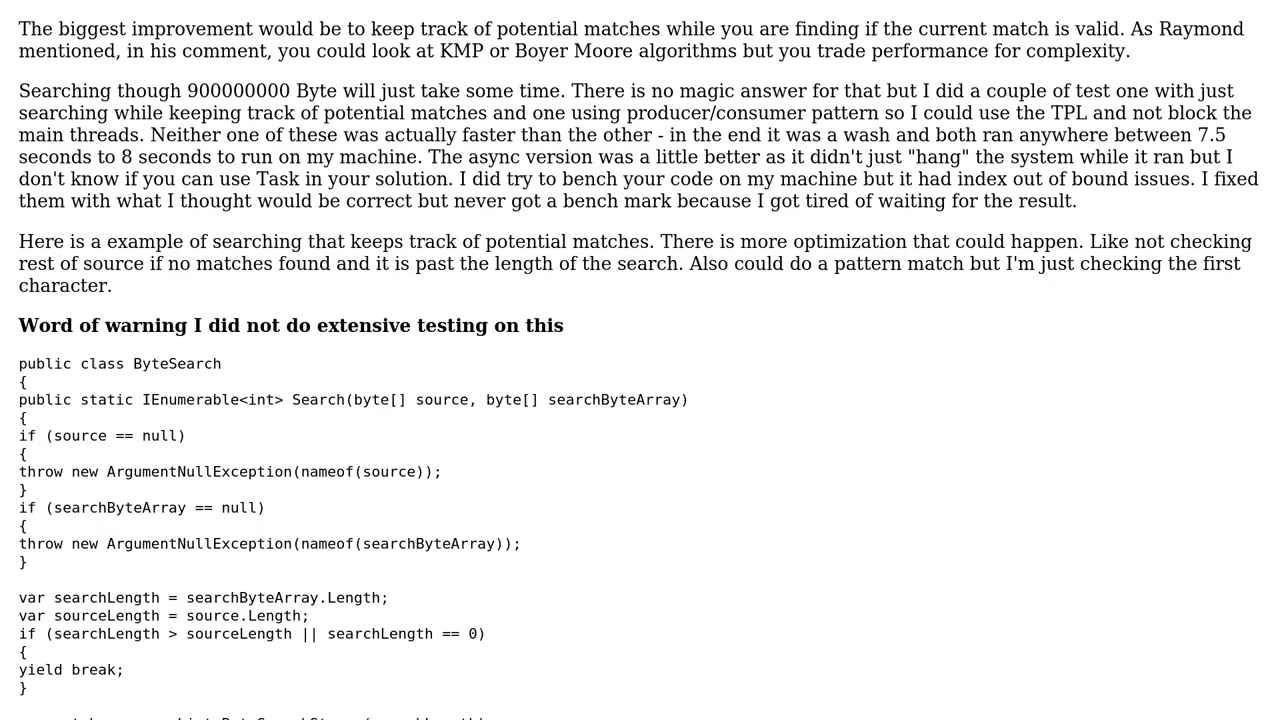 The biggest improvement would be to keep track of potential matches while you are finding if the current match is valid. As Raymond
mentioned, in his comment, you could look at KMP or Boyer Moore algorithms but you trade performance for complexity.
Searching though 900000000 Byte will just take some time. There is no magic answer for that but I did a couple of test one with just
searching while keeping track of potential matches and one using producer/consumer pattern so I could use the TPL and not block the
main threads. Neither one of these was actually faster than the other - in the end it was a wash and both ran anywhere between 7.5
seconds to 8 seconds to run on my machine. The async version was a little better as it didn't just "hang" the system while it ran but I
don't know if you can use Task in your solution. I did try to bench your code on my machine but it had index out of bound issues. I fixed
them with what I thought would be correct but never got a bench mark because I got tired of waiting for the result.
Here is a example of searching that keeps track of potential matches. There is more optimization that could happen. Like not checking
rest of source if no matches found and it is past the length of the search. Also could do a pattern match but I'm just checking the first
character.
Word of warning I did not do extensive testing on this
public class ByteSearch
{
public static IEnumerable<int> Search(byte[] source, byte[] searchByteArray)
{
if (source == null)
{
throw new ArgumentNullException(nameof(source));
}
if (searchByteArray == null)
{
throw new ArgumentNullException(nameof(searchByteArray));
}
var searchLength = searchByteArray.Length;
var sourceLength = source.Length;
if (searchLength > sourceLength || searchLength == 0)
{
yield break;
}